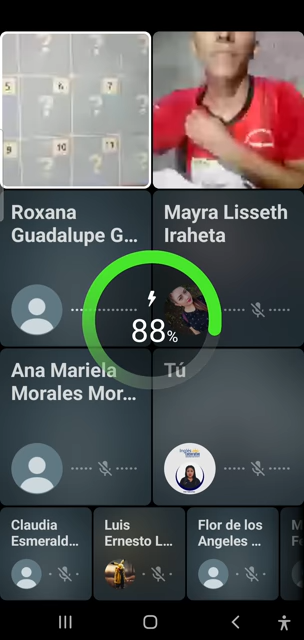 5 6 7
9 10 11
Roxana
Guadalupe G...
Mayra Lisseth
Iraheta
88%
Ana Mariela
Morales Mor...
Tú
Claudia
Esmerald...
Luis
Ernesto L...
Flor de los
Angeles ...